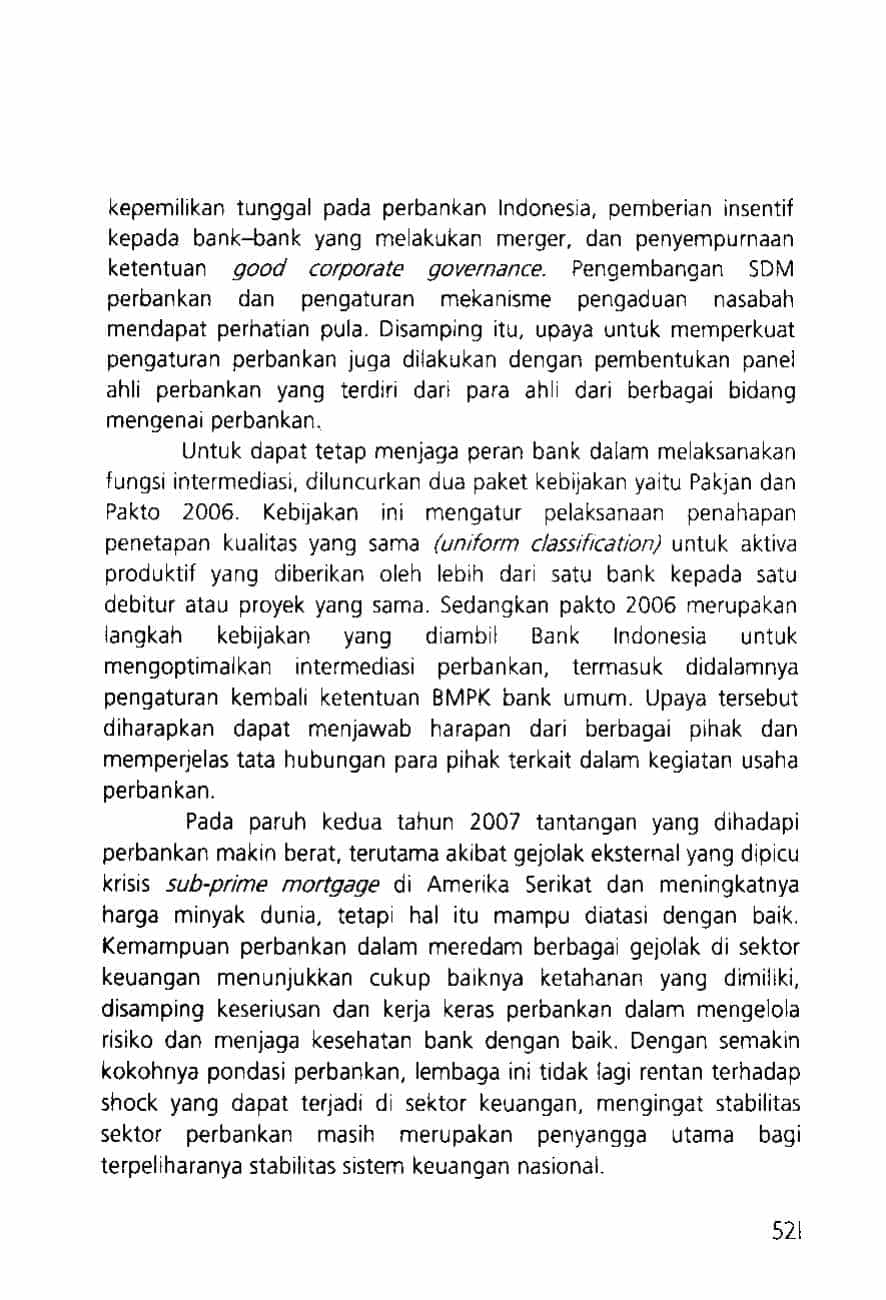 kepemilikan tunggal pada perbankan Indonesia, pemberian insentif
kepada bank–bank yang melakukan merger, dan penyempurnaan
ketentuan good corporate governance. Pengembangan SDM
perbankan dan pengaturan mekanisme pengaduan nasabah
mendapat perhatian pula. Disamping itu, upaya untuk memperkuat
pengaturan perbankan juga dilakukan dengan pembentukan panel
ahli perbankan yang terdiri dari para ahli dari berbagai bidang
mengenai perbankan.
Untuk dapat tetap menjaga peran bank dalam melaksanakan
fungsi intermediasi, diluncurkan dua paket kebijakan yaitu Pakjan dan
Pakto 2006. Kebijakan ini mengatur pelaksanaan penahapan
penetapan kualitas yang sama (uniform classification) untuk aktiva
produktif yang diberikan oleh lebih dari satu bank kepada satu
debitur atau proyek yang sama. Sedangkan pakto 2006 merupakan
langkah kebijakan yang diambil Bank Indonesia untuk
mengoptimalkan intermediasi perbankan, termasuk didalamnya
pengaturan kembali ketentuan BMPK bank umum. Upaya tersebut
diharapkan dapat menjawab harapan dari berbagai pihak dan
memperjelas tata hubungan para pihak terkait dalam kegiatan usaha
perbankan.
Pada paruh kedua tahun 2007 tantangan yang dihadapi
perbankan makin berat, terutama akibat gejolak eksternal yang dipicu
krisis sub-prime mortgage di Amerika Serikat dan meningkatnya
harga minyak dunia, tetapi hal itu mampu diatasi dengan baik.
Kemampuan perbankan dalam meredam berbagai gejolak di sektor
keuangan menunjukkan cukup baiknya ketahanan yang dimiliki,
disamping keseriusan dan kerja keras perbankan dalam mengelola
risiko dan menjaga kesehatan bank dengan baik. Dengan semakin
kokohnya pondasi perbankan, lembaga ini tidak lagi rentan terhadap
shock yang dapat terjadi di sektor keuangan, mengingat stabilitas
sektor perbankan masih merupakan penyangga utama bagi
terpeliharanya stabilitas sistem keuangan nasional.
521